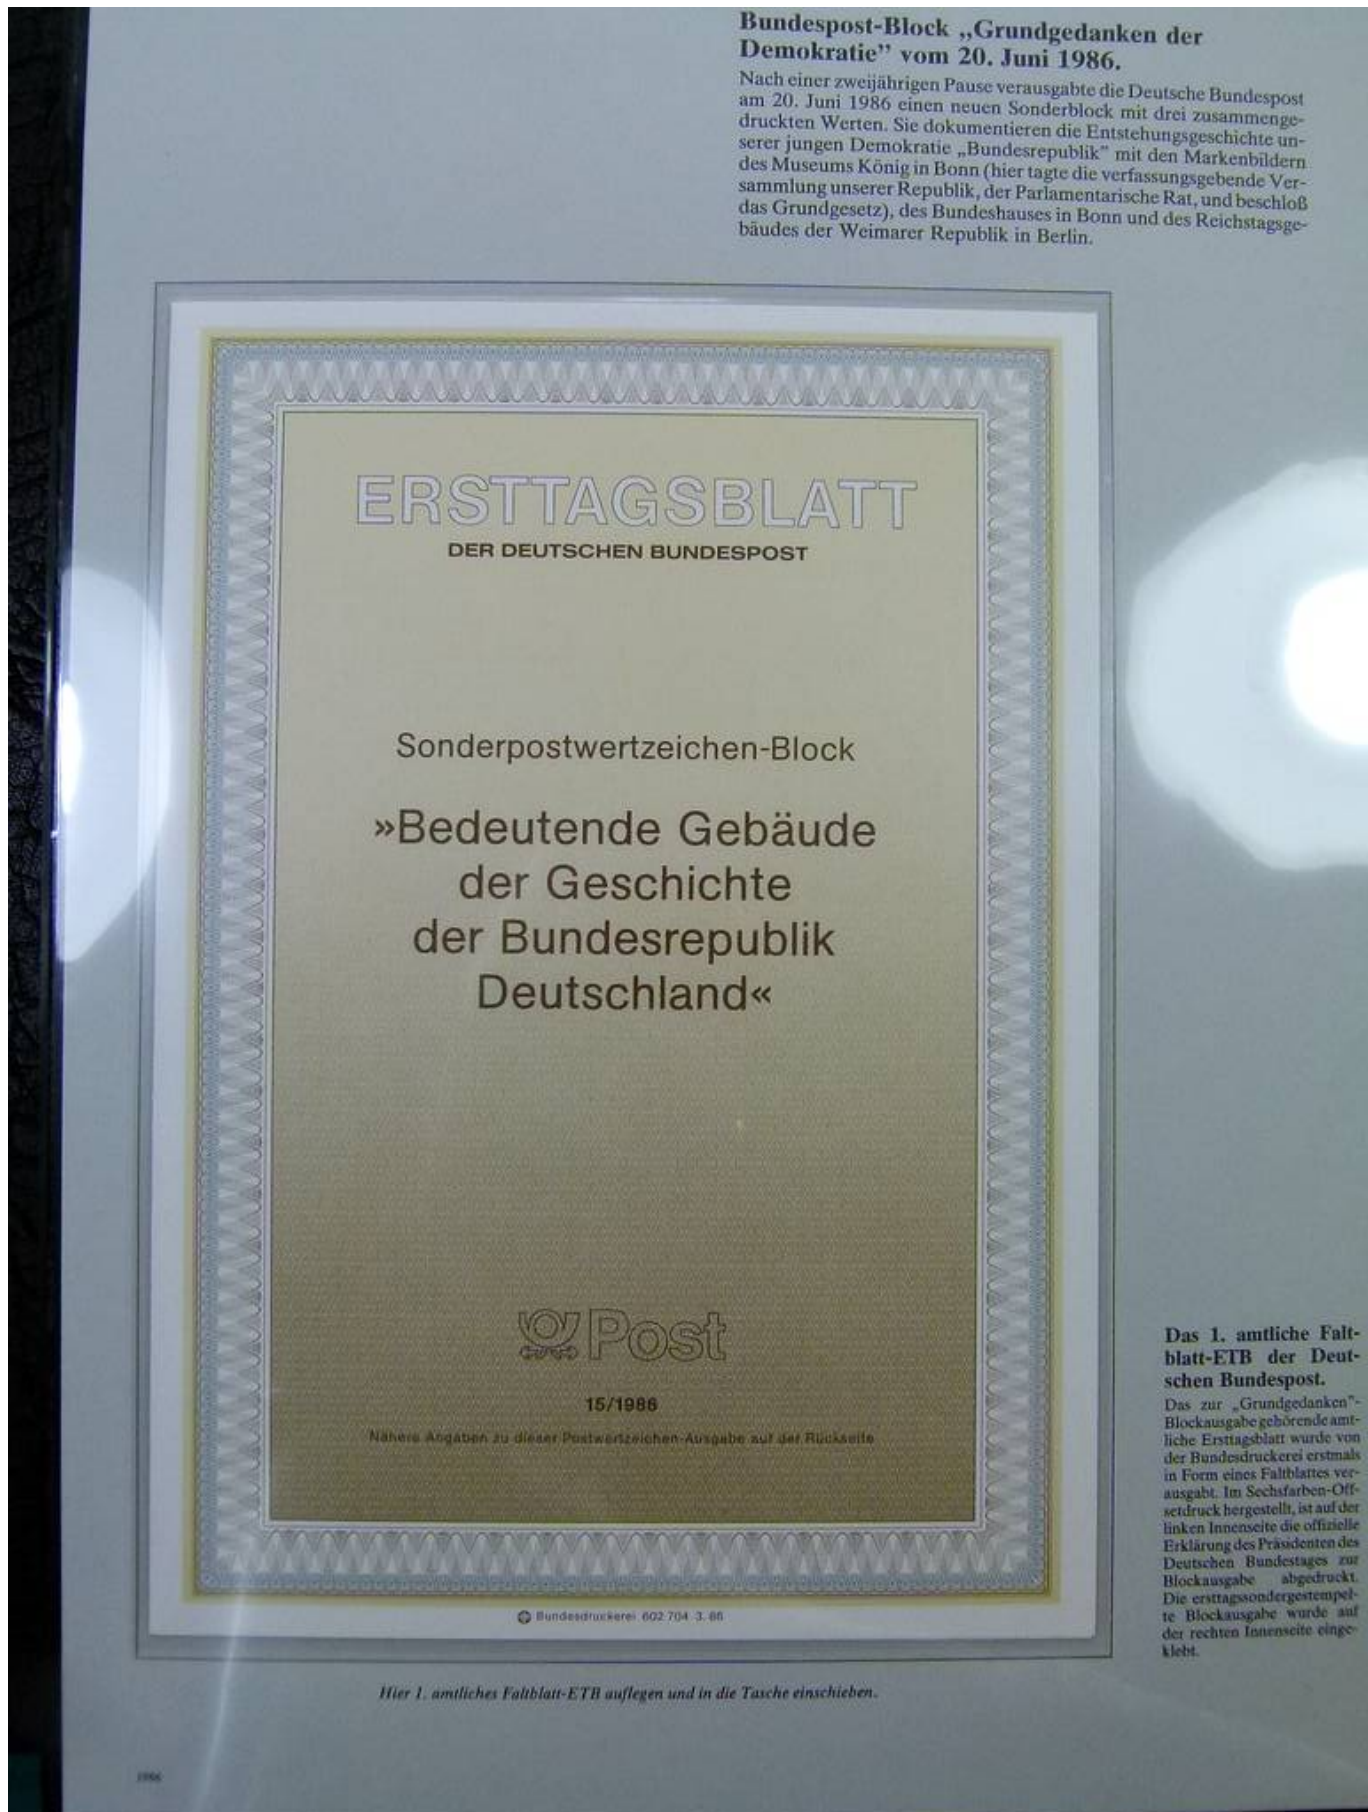 Bundespost-Block „Grundgedanken der
Demokratie” vom 20. Juni 1986.
Nach einer zweijährigen Pause verausgabte die Deutsche Bundespost
am 20. Juni 1986 einen neuen Sonderblock mit drei zusammenge-
druckten Werten. Sie dokumentieren die Entstehungsgeschichte un-
serer jungen Demokratie „Bundesrepublik” mit den Markenbildern
des Museums König in Bonn (hier tagte die verfassungsgebende Ver-
sammlung unserer Republik, der Parlamentarische Rat, und beschloß
das Grundgesetz), des Bundeshauses in Bonn und des Reichstagsge-
bäudes der Weimarer Republik in Berlin.
ERSTTAGSBLATT
DER DEUTSCHEN BUNDESPOST
Sonderpostwertzeichen-Block
»Bedeutende Gebäude
der Geschichte
der Bundesrepublik
Deutschland«
Post
15/1986
Nähere Angaben zu dieser Postwertzeichen-Ausgabe auf der Rückseite
Bundesdruckerei 602 704 3. 86
Das 1. amtliche Falt-
blatt-ETB der Deut-
schen Bundespost.
Das zur „Grundgedanken”-
Blockausgabe gehörende amt-
liche Ersttagsblatt wurde von
der Bundesdruckerei erstmals
in Form eines Faltblattes ver-
ausgabt. Im Sechsfarben-Off-
setdruck hergestellt, ist auf der
linken Innenseite die offizielle
Erklärung des Präsidenten des
Deutschen Bundestages zur
Blockausgabe abgedruckt.
Die ersttagssondergestempel-
te Blockausgabe wurde auf
der rechten Innenseite einge-
klebt.
Hier 1. amtliches Faltblatt-ETB auflegen und in die Tasche einschieben.
1986